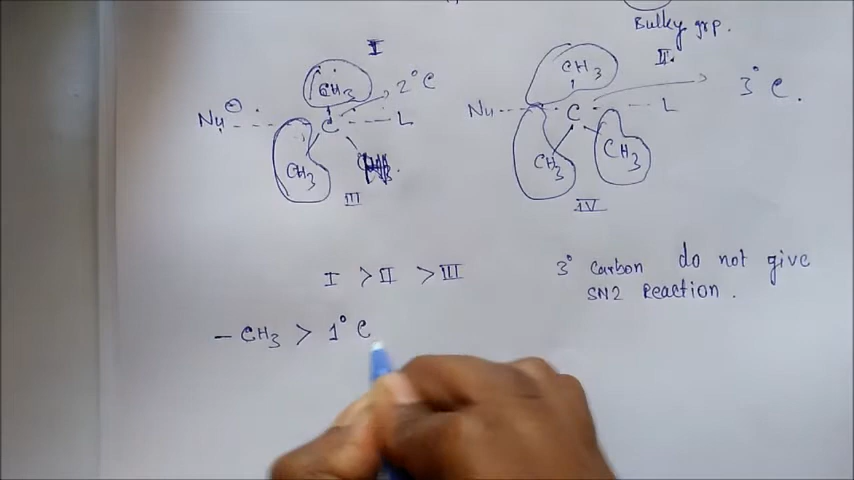 Bulky grp.
I
II.
CH3 2° C
CH3 3° C.
Nu⊖ C L
Nu C L
CH3
CH3 CH3
III
IV
I > II > III
3° Carbon do not give
SN2 Reaction.
- CH3 > 1° C